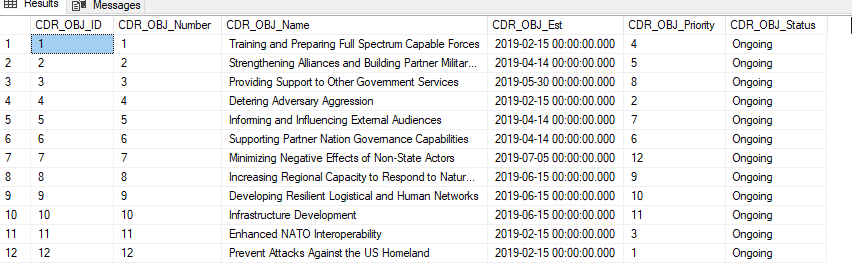 Results Messages
CDR_OBJ_ID CDR_OBJ_Number CDR_OBJ_Name CDR_OBJ_Est CDR_OBJ_Priority CDR_OBJ_Status
1 1 1 Training and Preparing Full Spectrum Capable Forces 2019-02-15 00:00:00.000 4 Ongoing
2 2 2 Strengthening Alliances and Building Partner Militar... 2019-04-14 00:00:00.000 5 Ongoing
3 3 3 Providing Support to Other Government Services 2019-05-30 00:00:00.000 8 Ongoing
4 4 4 Detering Adversary Aggression 2019-02-15 00:00:00.000 2 Ongoing
5 5 5 Informing and Influencing External Audiences 2019-04-14 00:00:00.000 7 Ongoing
6 6 6 Supporting Partner Nation Governance Capabilities 2019-04-14 00:00:00.000 6 Ongoing
7 7 7 Minimizing Negative Effects of Non-State Actors 2019-07-05 00:00:00.000 12 Ongoing
8 8 8 Increasing Regional Capacity to Respond to Natur... 2019-06-15 00:00:00.000 9 Ongoing
9 9 9 Developing Resilient Logistical and Human Networks 2019-06-15 00:00:00.000 10 Ongoing
10 10 10 Infrastructure Development 2019-06-15 00:00:00.000 11 Ongoing
11 11 11 Enhanced NATO Interoperability 2019-02-15 00:00:00.000 3 Ongoing
12 12 12 Prevent Attacks Against the US Homeland 2019-02-15 00:00:00.000 1 Ongoing